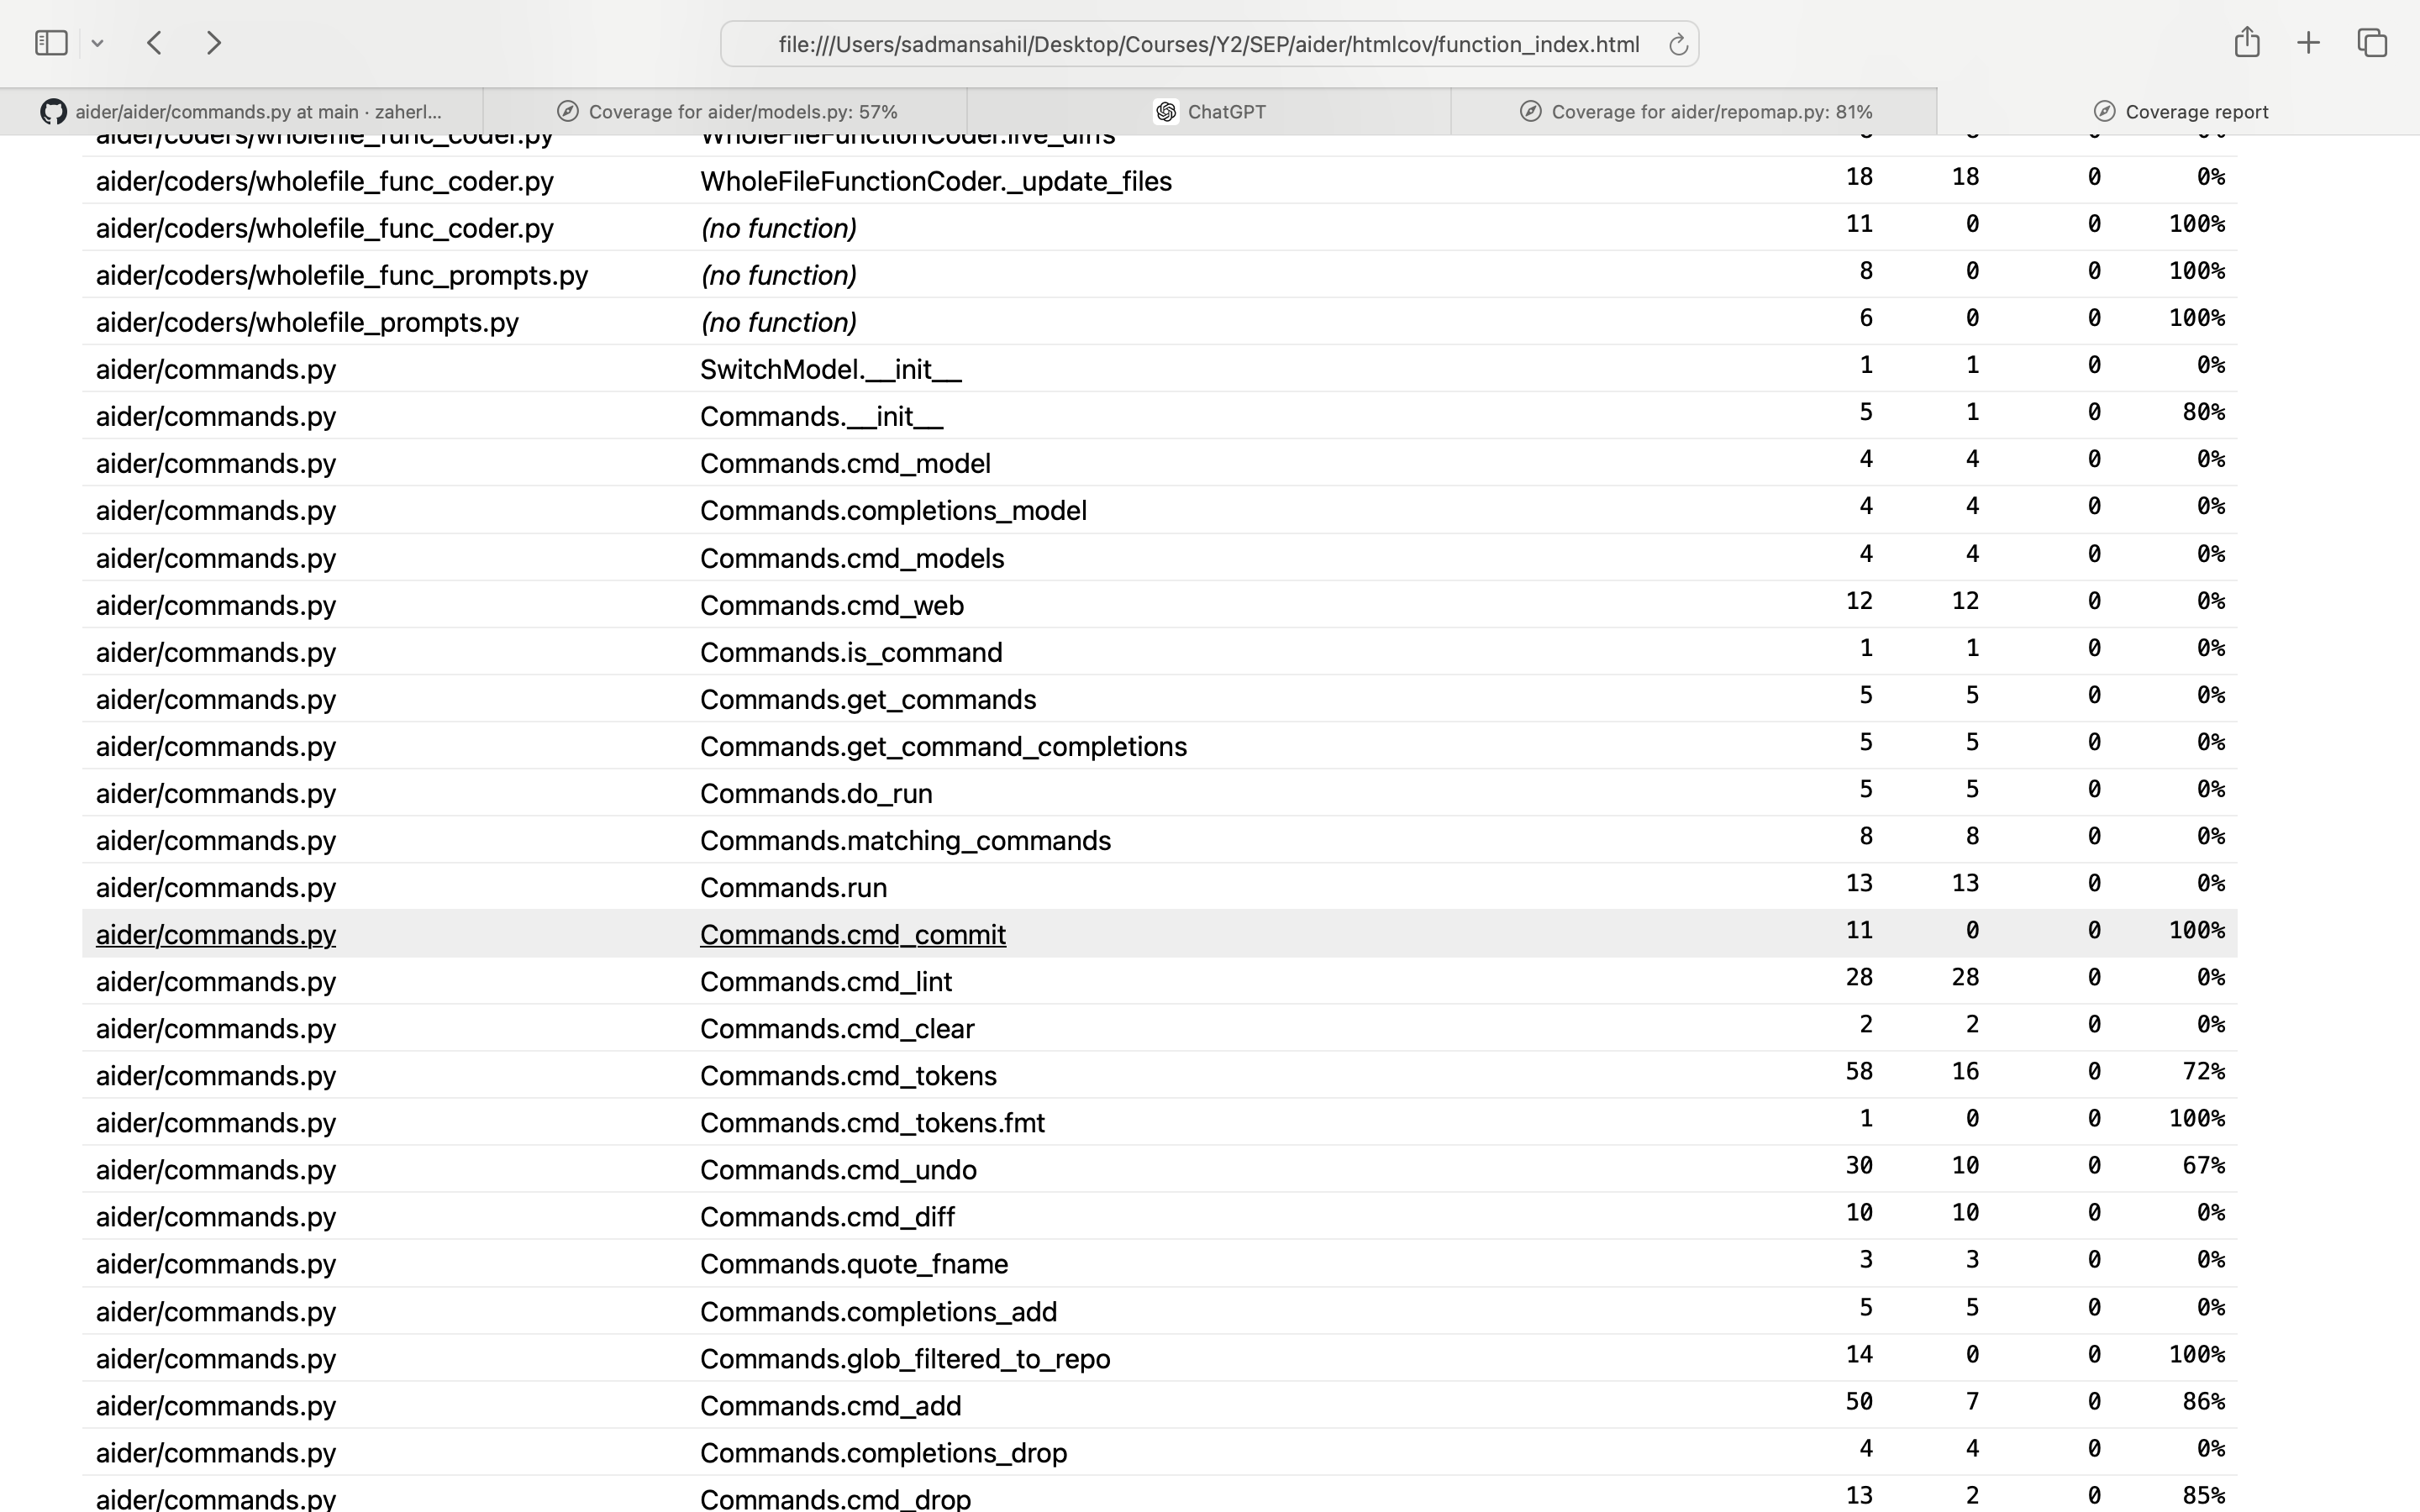 file:///Users/sadmansahil/Desktop/Courses/Y2/SEP/aider/htmlcov/function_index.html
aider/aider/commands.py at main · zaherl... Coverage for aider/models.py: 57% ChatGPT Coverage for aider/repomap.py: 81% Coverage report
aider/coders/wholefile_func_coder.py WholeFileFunctionCoder.live_diffs 0 0%
aider/coders/wholefile_func_coder.py WholeFileFunctionCoder._update_files 18 18 0 0%
aider/coders/wholefile_func_coder.py (no function) 11 0 0 100%
aider/coders/wholefile_func_prompts.py (no function) 8 0 0 100%
aider/coders/wholefile_prompts.py (no function) 6 0 0 100%
aider/commands.py SwitchModel.__init__ 1 1 0 0%
aider/commands.py Commands.__init__ 5 1 0 80%
aider/commands.py Commands.cmd_model 4 4 0 0%
aider/commands.py Commands.completions_model 4 4 0 0%
aider/commands.py Commands.cmd_models 4 4 0 0%
aider/commands.py Commands.cmd_web 12 12 0 0%
aider/commands.py Commands.is_command 1 1 0 0%
aider/commands.py Commands.get_commands 5 5 0 0%
aider/commands.py Commands.get_command_completions 5 5 0 0%
aider/commands.py Commands.do_run 5 5 0 0%
aider/commands.py Commands.matching_commands 8 8 0 0%
aider/commands.py Commands.run 13 13 0 0%
aider/commands.py Commands.cmd_commit 11 0 0 100%
aider/commands.py Commands.cmd_lint 28 28 0 0%
aider/commands.py Commands.cmd_clear 2 2 0 0%
aider/commands.py Commands.cmd_tokens 58 16 0 72%
aider/commands.py Commands.cmd_tokens.fmt 1 0 0 100%
aider/commands.py Commands.cmd_undo 30 10 0 67%
aider/commands.py Commands.cmd_diff 10 10 0 0%
aider/commands.py Commands.quote_fname 3 3 0 0%
aider/commands.py Commands.completions_add 5 5 0 0%
aider/commands.py Commands.glob_filtered_to_repo 14 0 0 100%
aider/commands.py Commands.cmd_add 50 7 0 86%
aider/commands.py Commands.completions_drop 4 4 0 0%
aider/commands.py Commands.cmd_drop 13 2 0 85%